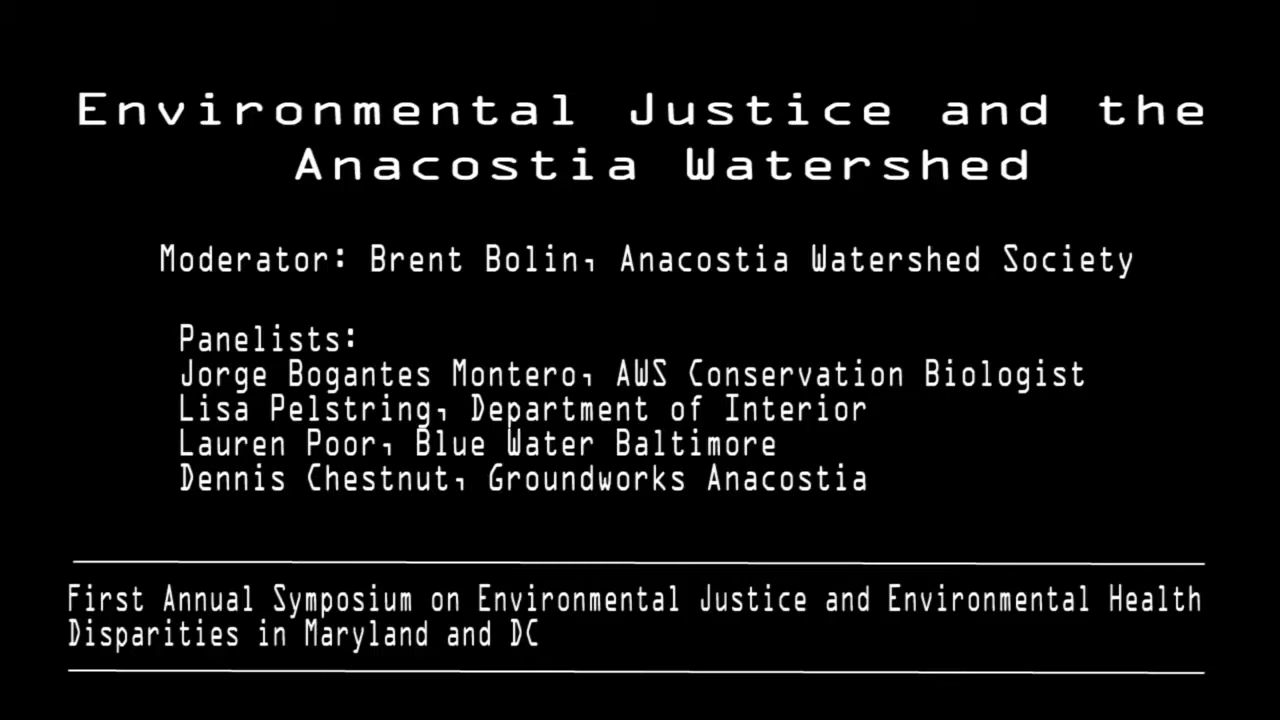 Environmental Justice and the
Anacostia Watershed
Moderator: Brent Bolin, Anacostia Watershed Society
Panelists:
Jorge Bogantes Montero, AWS Conservation Biologist
Lisa Pelstring, Department of Interior
Lauren Poor, Blue Water Baltimore
Dennis Chestnut, Groundworks Anacostia
First Annual Symposium on Environmental Justice and Environmental Health
Disparities in Maryland and DC